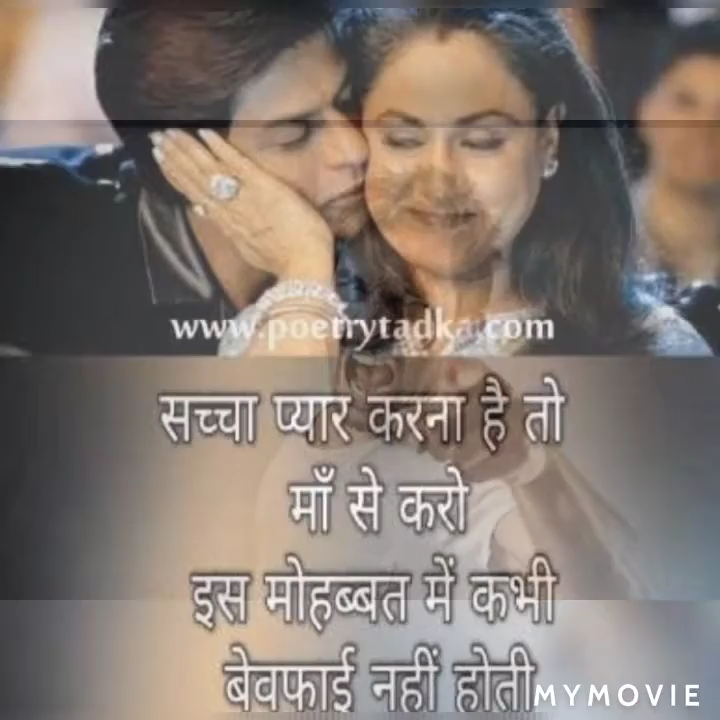 www.poetrytadka.com
सच्चा प्यार करना है तो
माँ से करो
इस मोहब्बत में कभी
बेवफाई नहीं होती
MYMOVIE